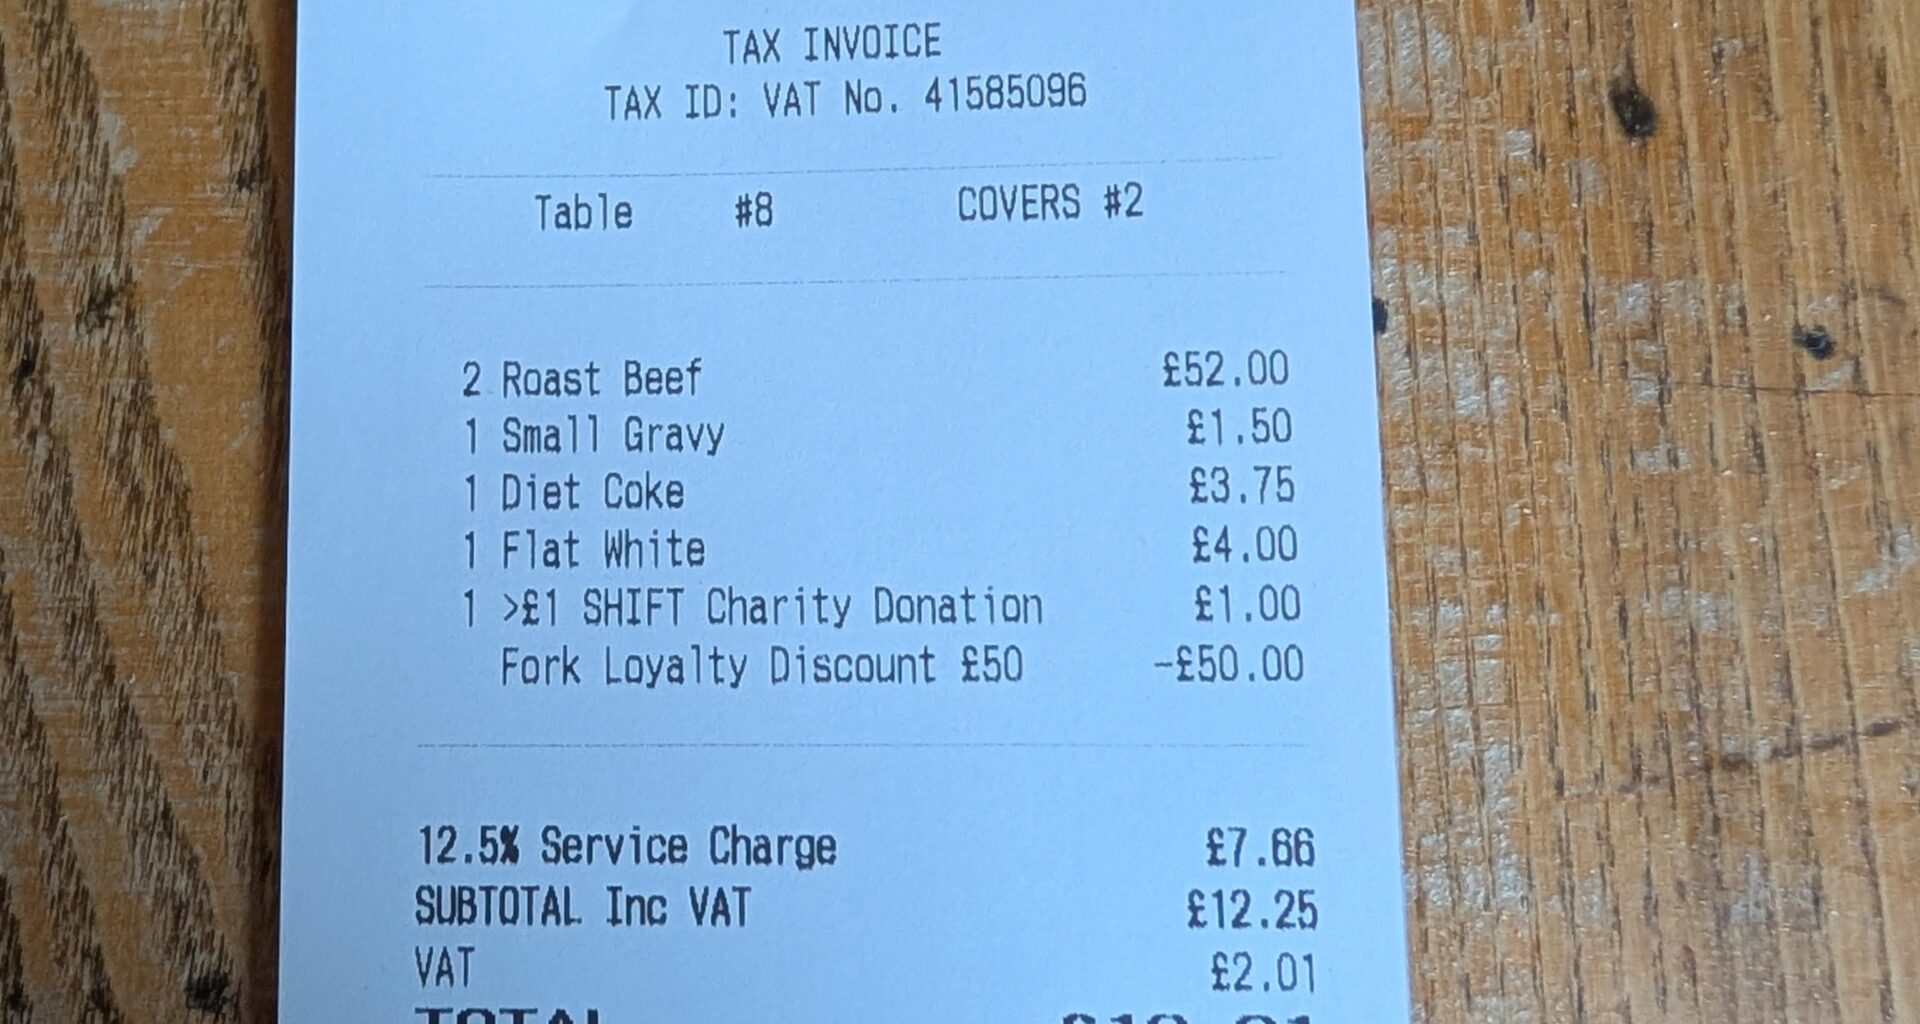 TAX INVOICE
TAX ID: VAT No. 41585096
Table #8 COVERS #2
2 Roast Beef £52.00
1 Small Gravy £1.50
1 Diet Coke £3.75
1 Flat White £4.00
1 >£1 SHIFT Charity Donation £1.00
Fork Loyalty Discount £50 -£50.00
12.5% Service Charge £7.66
SUBTOTAL Inc VAT £12.25
VAT £2.01
TOTAL